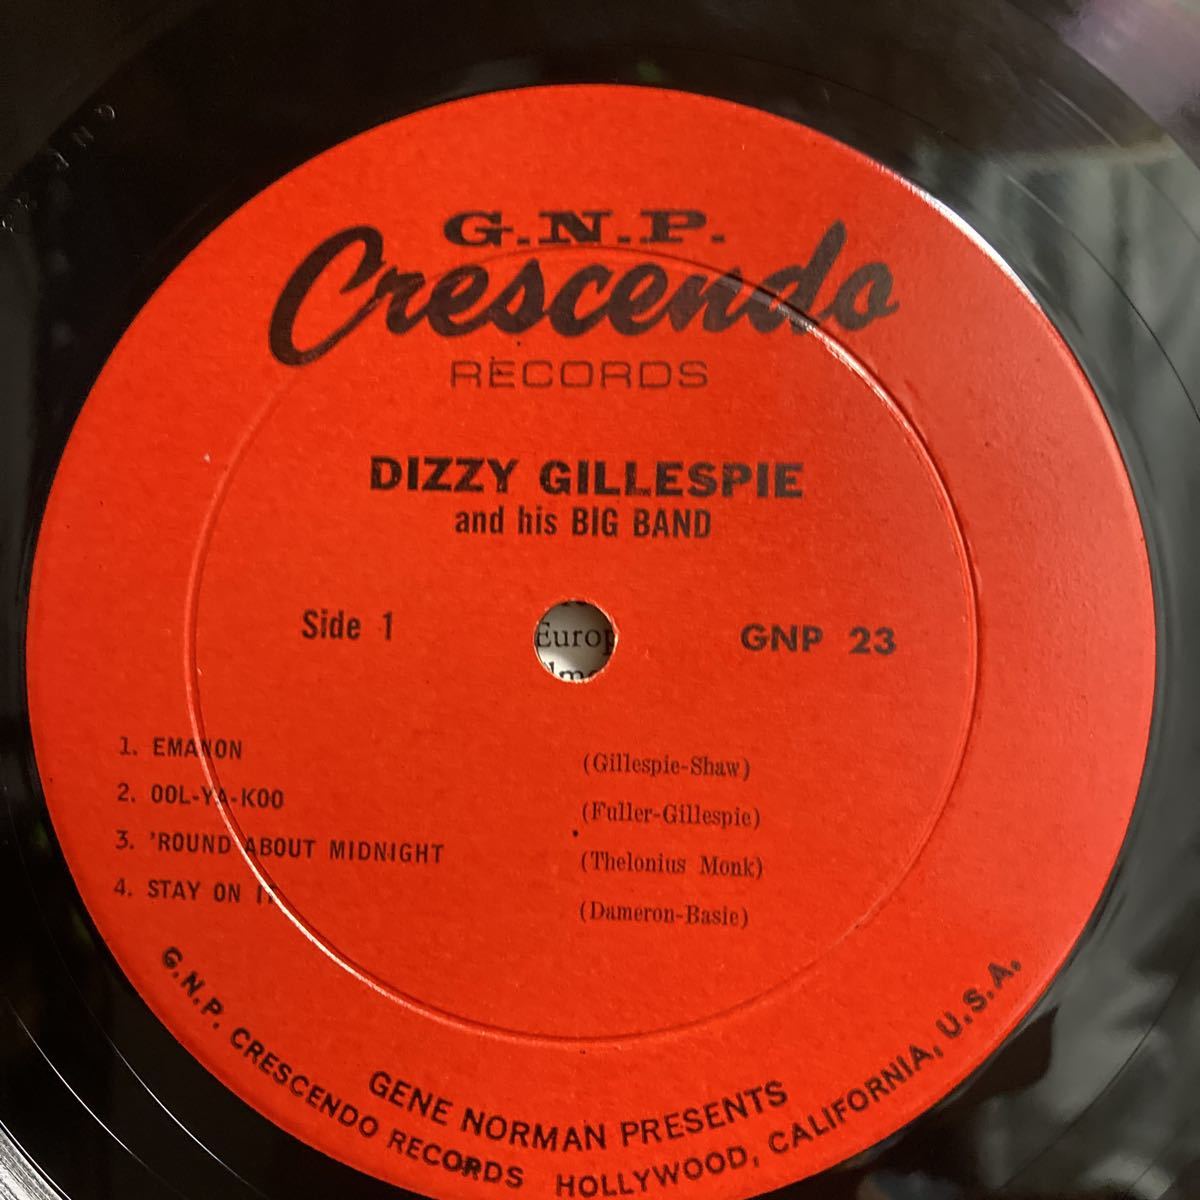 G.N.P.
Crescendo
RECORDS
DIZZY GILLESPIE
and his BIG BAND
Side 1
GNP 23
Europ
1. EMANON (Gillespie-Shaw)
2. OOL-YA-KOO (Fuller-Gillespie)
3. 'ROUND ABOUT MIDNIGHT (Thelonius Monk)
4. STAY ON IT (Dameron-Basie)
GENE NORMAN PRESENTS
G.N.P. CRESCENDO RECORDS HOLLYWOOD, CALIFORNIA, U.S.A.